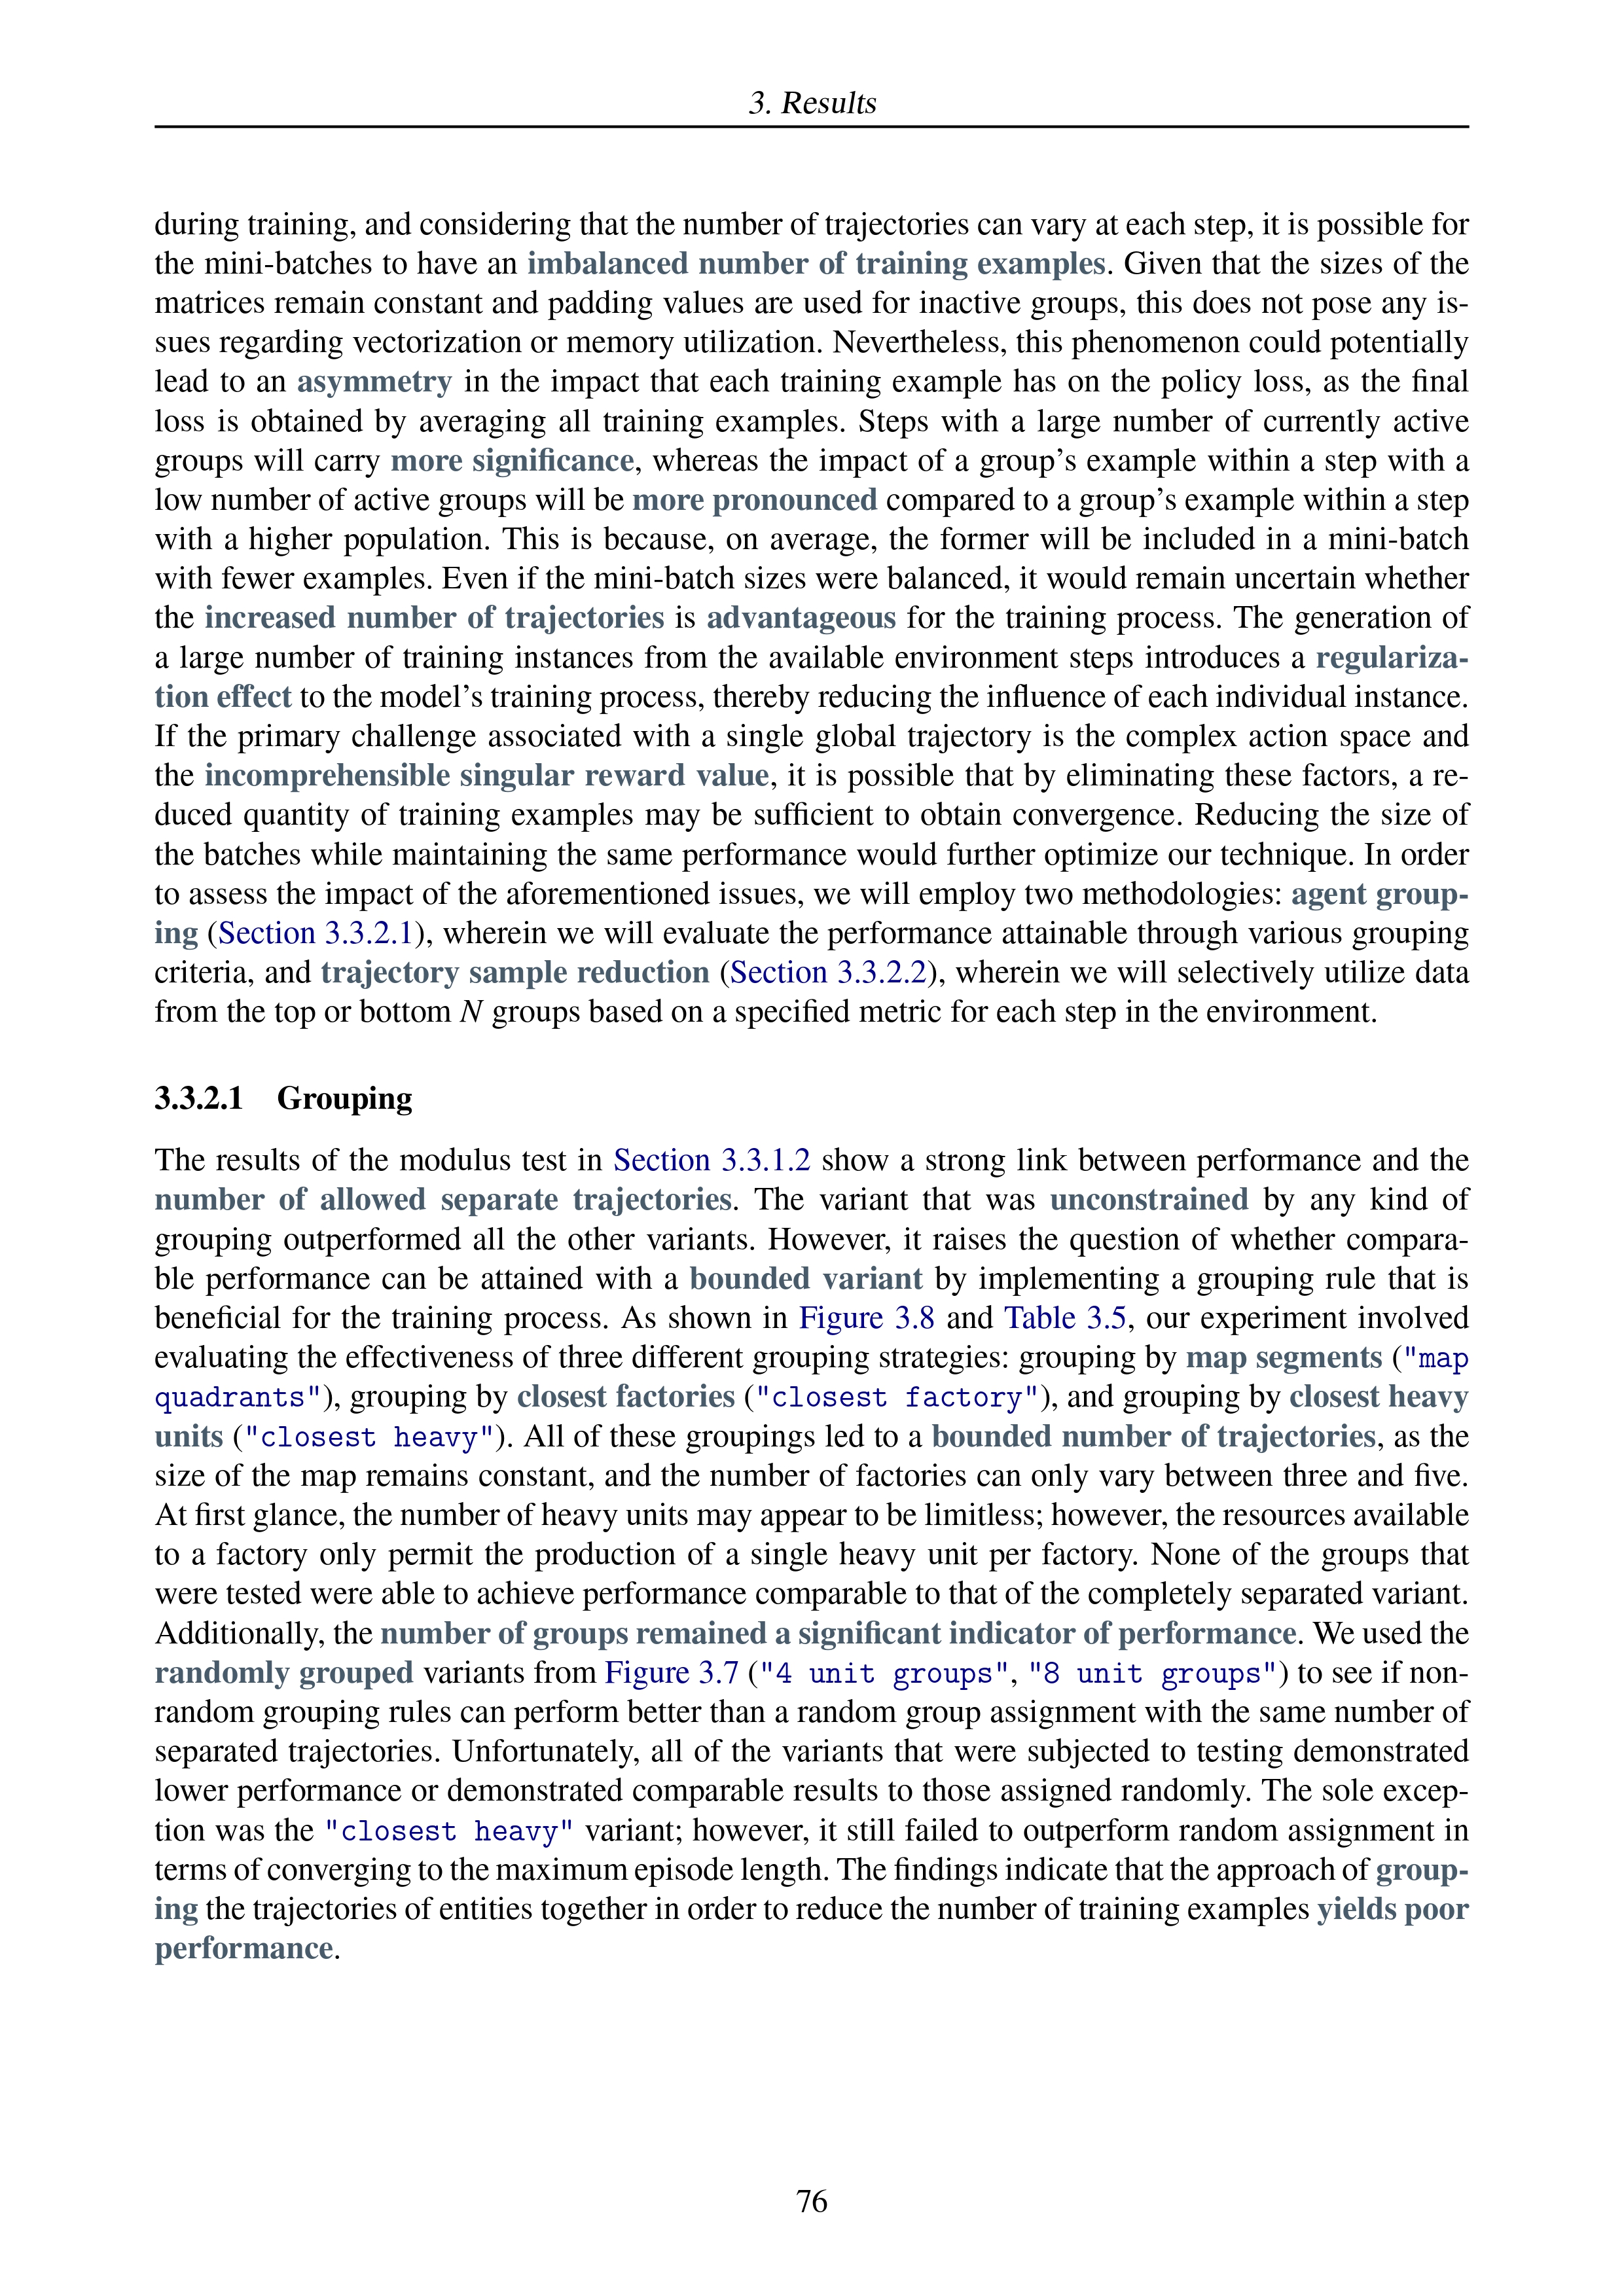 3. Results
during training, and considering that the number of trajectories can vary at each step, it is possible for
the mini-batches to have an imbalanced number of training examples. Given that the sizes of the
matrices remain constant and padding values are used for inactive groups, this does not pose any is-
sues regarding vectorization or memory utilization. Nevertheless, this phenomenon could potentially
lead to an asymmetry in the impact that each training example has on the policy loss, as the final
loss is obtained by averaging all training examples. Steps with a large number of currently active
groups will carry more significance, whereas the impact of a group's example within a step with a
low number of active groups will be more pronounced compared to a group's example within a step
with a higher population. This is because, on average, the former will be included in a mini-batch
with fewer examples. Even if the mini-batch sizes were balanced, it would remain uncertain whether
the increased number of trajectories is advantageous for the training process. The generation of
a large number of training instances from the available environment steps introduces a regulariza-
tion effect to the model's training process, thereby reducing the influence of each individual instance.
If the primary challenge associated with a single global trajectory is the complex action space and
the incomprehensible singular reward value, it is possible that by eliminating these factors, a re-
duced quantity of training examples may be sufficient to obtain convergence. Reducing the size of
the batches while maintaining the same performance would further optimize our technique. In order
to assess the impact of the aforementioned issues, we will employ two methodologies: agent group-
ing (Section 3.3.2.1), wherein we will evaluate the performance attainable through various grouping
criteria, and trajectory sample reduction (Section 3.3.2.2), wherein we will selectively utilize data
from the top or bottom N groups based on a specified metric for each step in the environment.
3.3.2.1 Grouping
The results of the modulus test in Section 3.3.1.2 show a strong link between performance and the
number of allowed separate trajectories. The variant that was unconstrained by any kind of
grouping outperformed all the other variants. However, it raises the question of whether compara-
ble performance can be attained with a bounded variant by implementing a grouping rule that is
beneficial for the training process. As shown in Figure 3.8 and Table 3.5, our experiment involved
evaluating the effectiveness of three different grouping strategies: grouping by map segments ("map
quadrants"), grouping by closest factories ("closest factory"), and grouping by closest heavy
units ("closest heavy"). All of these groupings led to a bounded number of trajectories, as the
size of the map remains constant, and the number of factories can only vary between three and five.
At first glance, the number of heavy units may appear to be limitless; however, the resources available
to a factory only permit the production of a single heavy unit per factory. None of the groups that
were tested were able to achieve performance comparable to that of the completely separated variant.
Additionally, the number of groups remained a significant indicator of performance. We used the
randomly grouped variants from Figure 3.7 ("4 unit groups", "8 unit groups") to see if non-
random grouping rules can perform better than a random group assignment with the same number of
separated trajectories. Unfortunately, all of the variants that were subjected to testing demonstrated
lower performance or demonstrated comparable results to those assigned randomly. The sole excep-
tion was the "closest heavy" variant; however, it still failed to outperform random assignment in
terms of converging to the maximum episode length. The findings indicate that the approach of group-
ing the trajectories of entities together in order to reduce the number of training examples yields poor
performance.
76